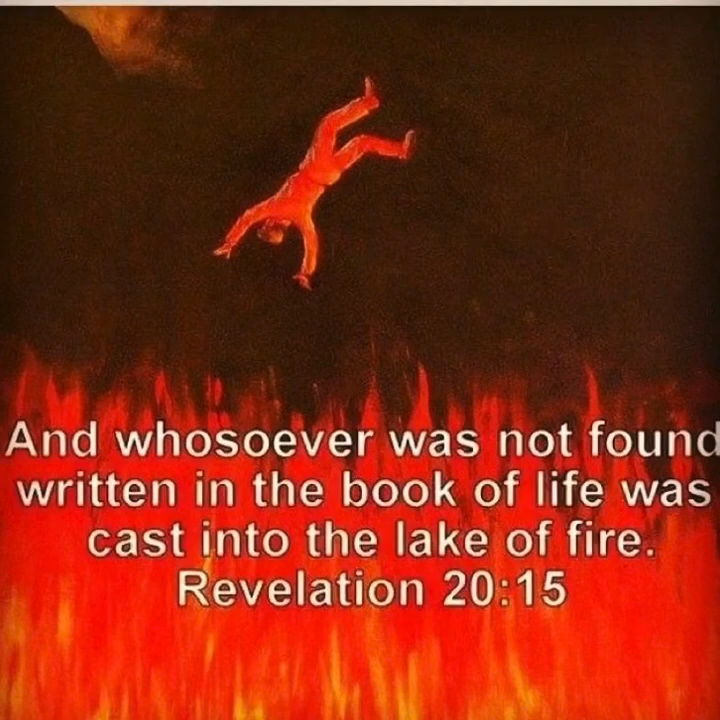 And whosoever was not found
written in the book of life was
cast into the lake of fire.
Revelation 20:15